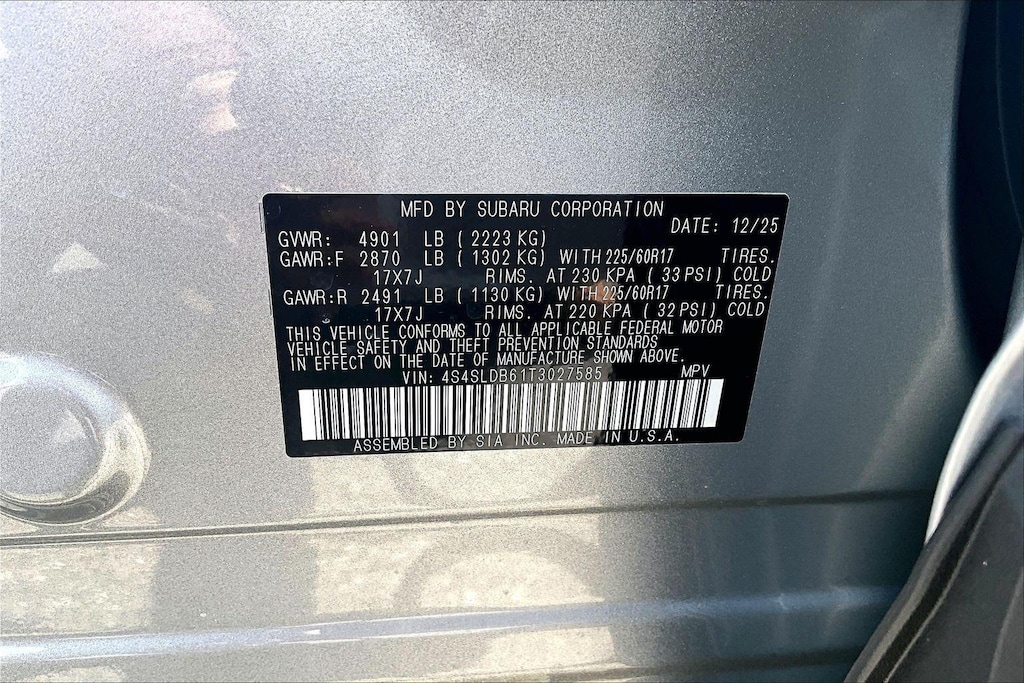 MFD BY SUBARU CORPORATION
DATE: 12/25
GVWR: 4901 LB (2223 KG)
GAWR:F 2870 LB (1302 KG) WITH 225/60R17 TIRES.
17X7J RIMS. AT 230 KPA (33 PSI) COLD
GAWR:R 2491 LB (1130 KG) WITH 225/60R17 TIRES.
17X7J RIMS. AT 220 KPA (32 PSI) COLD
THIS VEHICLE CONFORMS TO ALL APPLICABLE FEDERAL MOTOR
VEHICLE SAFETY AND THEFT PREVENTION STANDARDS
IN EFFECT ON THE DATE OF MANUFACTURE SHOWN ABOVE.
VIN: 4S4SLDB61T3027585 MPV
ASSEMBLED BY SIA INC. MADE IN U.S.A.